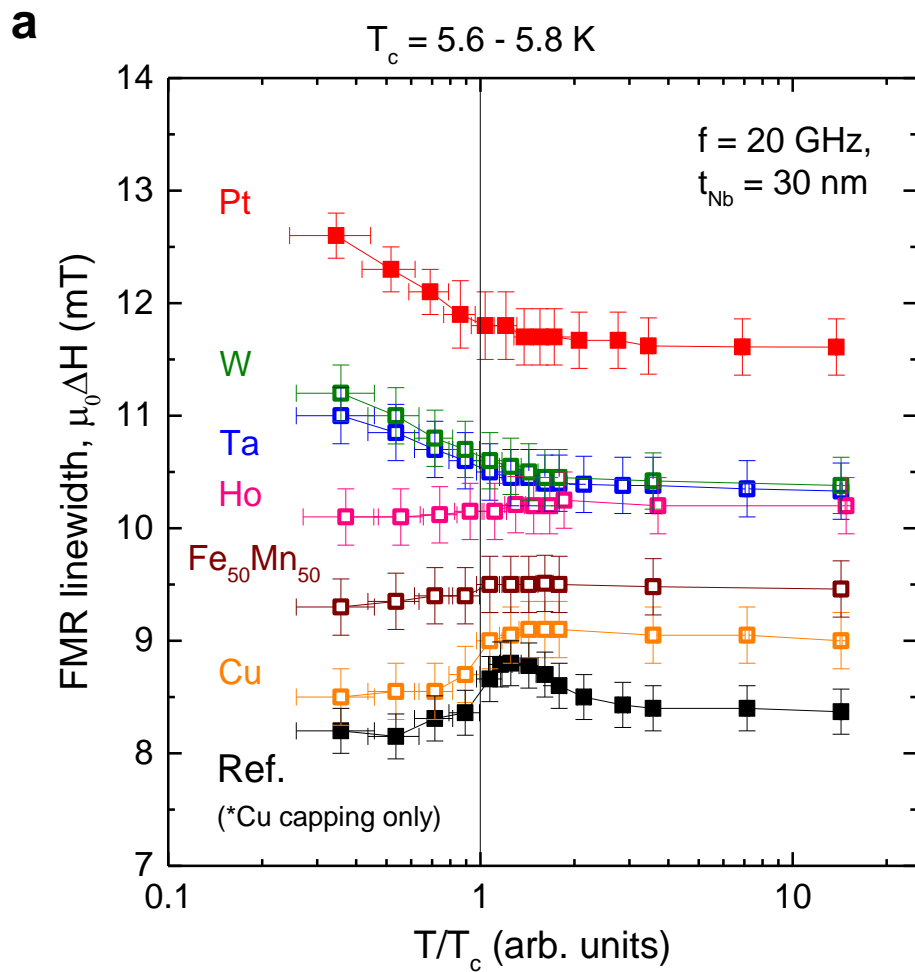 a
T_c = 5.6 - 5.8 K
f = 20 GHz,
t_Nb = 30 nm
14
13
12
11
10
9
8
7
FMR linewidth, μ₀ΔH (mT)
Pt
W
Ta
Ho
Fe₅₀Mn₅₀
Cu
Ref.
(*Cu capping only)
0.1
1
10
T/T_c (arb. units)